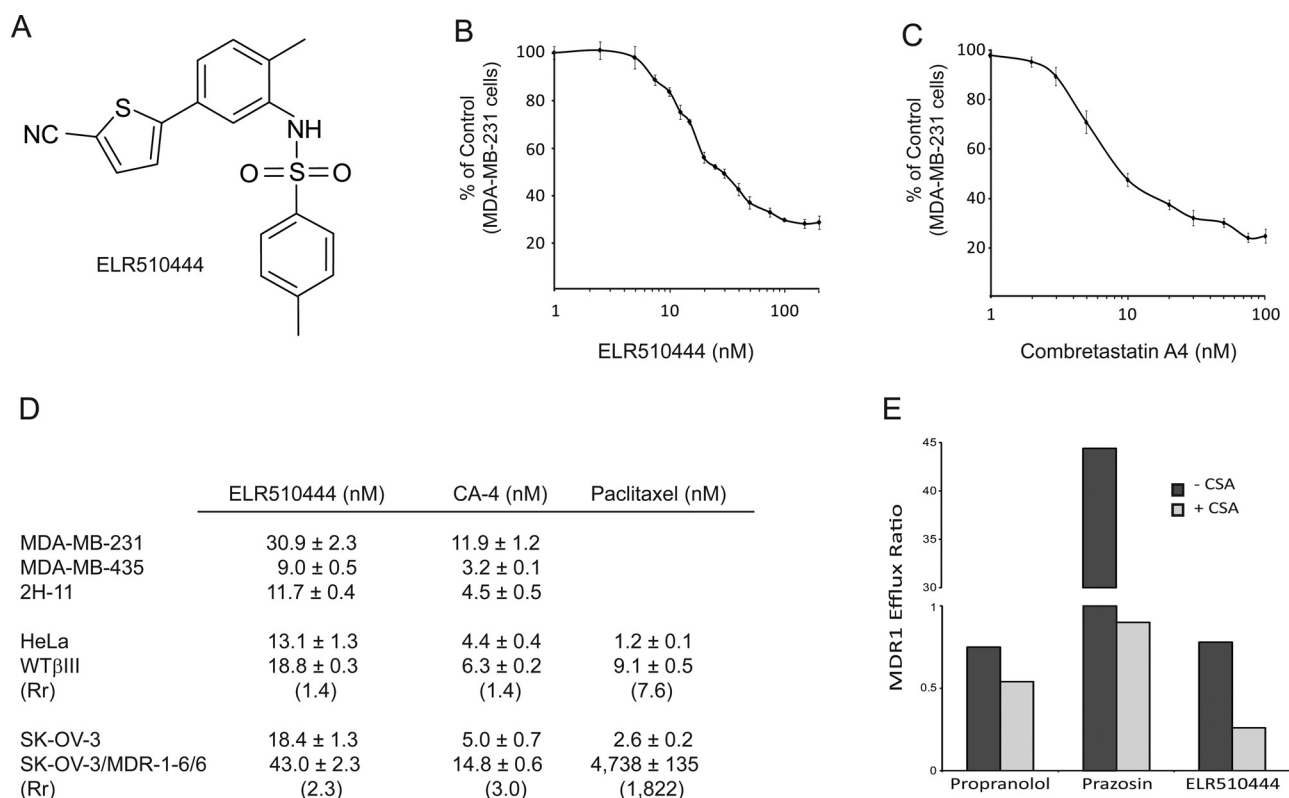 A
NC
S
NH
O
S
O
ELR510444
B
% of Control
(MDA-MB-231 cells)
100
80
60
40
20
1
10
100
ELR510444 (nM)
C
% of Control
(MDA-MB-231 cells)
100
80
60
40
20
1
10
100
Combretastatin A4 (nM)
D
ELR510444 (nM) CA-4 (nM) Paclitaxel (nM)
MDA-MB-231 30.9 ± 2.3 11.9 ± 1.2
MDA-MB-435 9.0 ± 0.5 3.2 ± 0.1
2H-11 11.7 ± 0.4 4.5 ± 0.5
HeLa 13.1 ± 1.3 4.4 ± 0.4 1.2 ± 0.1
WTβIII 18.8 ± 0.3 6.3 ± 0.2 9.1 ± 0.5
(Rr) (1.4) (1.4) (7.6)
SK-OV-3 18.4 ± 1.3 5.0 ± 0.7 2.6 ± 0.2
SK-OV-3/MDR-1-6/6 43.0 ± 2.3 14.8 ± 0.6 4,738 ± 135
(Rr) (2.3) (3.0) (1,822)
E
MDR1 Efflux Ratio
45
40
35
30
1
0.5
0
- CSA
+ CSA
Propranolol Prazosin ELR510444